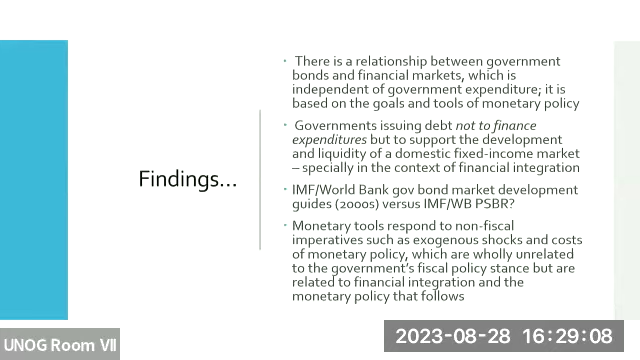 Findings...
There is a relationship between government
bonds and financial markets, which is
independent of government expenditure; it is
based on the goals and tools of monetary policy
Governments issuing debt not to finance
expenditures but to support the development
and liquidity of a domestic fixed-income market
– specially in the context of financial integration
IMF/World Bank gov bond market development
guides (2000s) versus IMF/WB PSBR?
Monetary tools respond to non-fiscal
imperatives such as exogenous shocks and costs
of monetary policy, which are wholly unrelated
to the government's fiscal policy stance but are
related to financial integration and the
monetary policy that follows
UNOG Room VII
2023-08-28 16:29:08